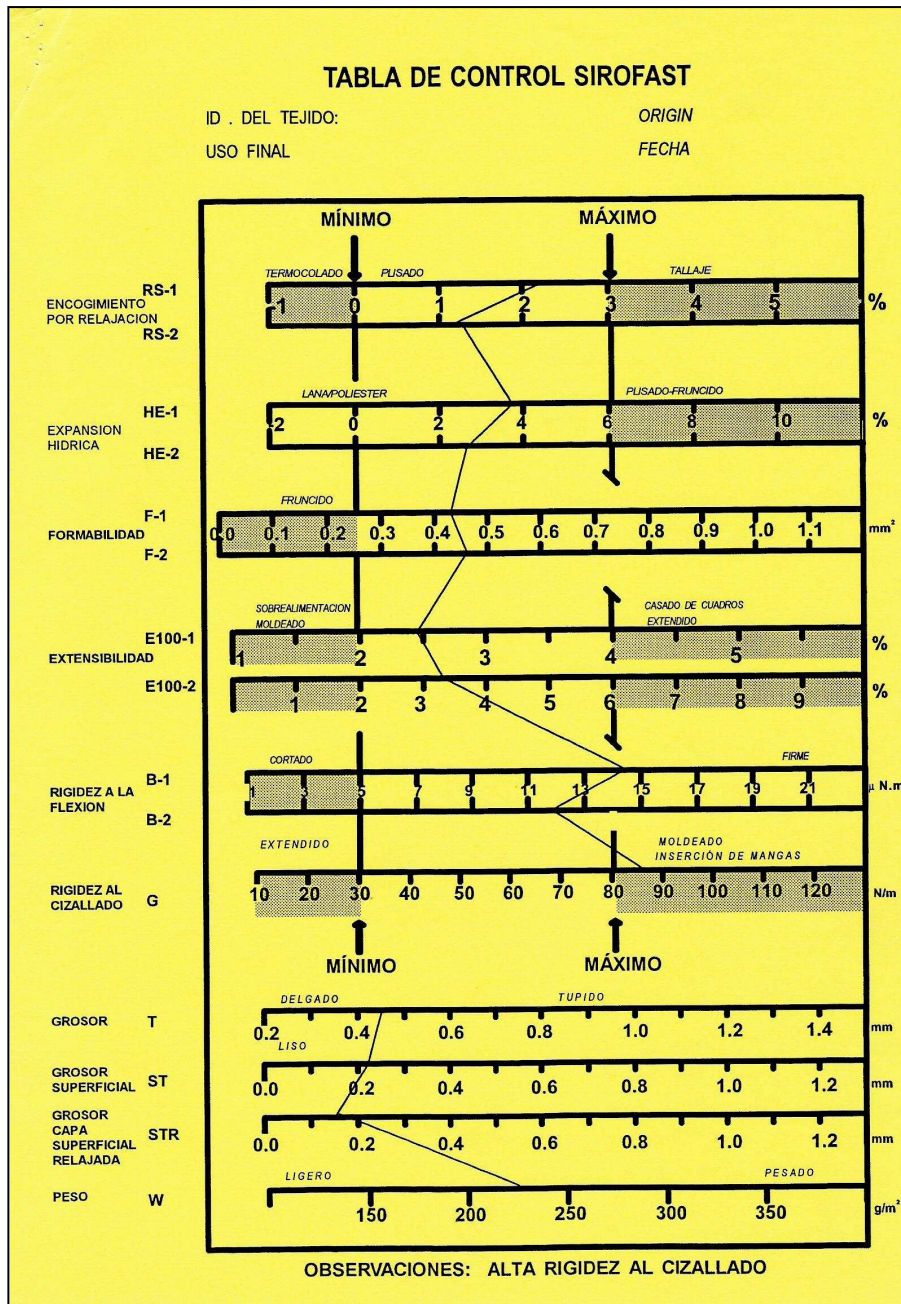 TABLA DE CONTROL SIROFAST
ID . DEL TEJIDO: ORIGIN
USO FINAL FECHA
MÍNIMO MÁXIMO
TERMOCOLADO PLISADO TALLAJE
RS-1
ENCOGIMIENTO
POR RELAJACION
-1 0 1 2 3 4 5 %
RS-2
LANA/POLIESTER PLISADO-FRUNCIDO
HE-1
EXPANSION
HIDRICA
-2 0 2 4 6 8 10 %
HE-2
FRUNCIDO
F-1
FORMABILIDAD
0.0 0.1 0.2 0.3 0.4 0.5 0.6 0.7 0.8 0.9 1.0 1.1 mm²
F-2
SOBREALIMENTACION CASADO DE CUADROS
MOLDEADO EXTENDIDO
E100-1
EXTENSIBILIDAD
1 2 3 4 5 %
E100-2
1 2 3 4 5 6 7 8 9 %
CORTADO FIRME
B-1
RIGIDEZ A LA
FLEXION
1 3 5 7 9 11 13 15 17 19 21 μ N.m
B-2
EXTENDIDO MOLDEADO
INSERCIÓN DE MANGAS
RIGIDEZ AL
CIZALLADO G
10 20 30 40 50 60 70 80 90 100 110 120 N/m
MÍNIMO MÁXIMO
DELGADO TUPIDO
GROSOR T
0.2 0.4 0.6 0.8 1.0 1.2 1.4 mm
LISO
GROSOR
SUPERFICIAL ST
0.0 0.2 0.4 0.6 0.8 1.0 1.2 mm
GROSOR
CAPA
SUPERFICIAL
RELAJADA
STR
0.0 0.2 0.4 0.6 0.8 1.0 1.2 mm
LIGERO PESADO
PESO W
150 200 250 300 350 g/m²
OBSERVACIONES: ALTA RIGIDEZ AL CIZALLADO